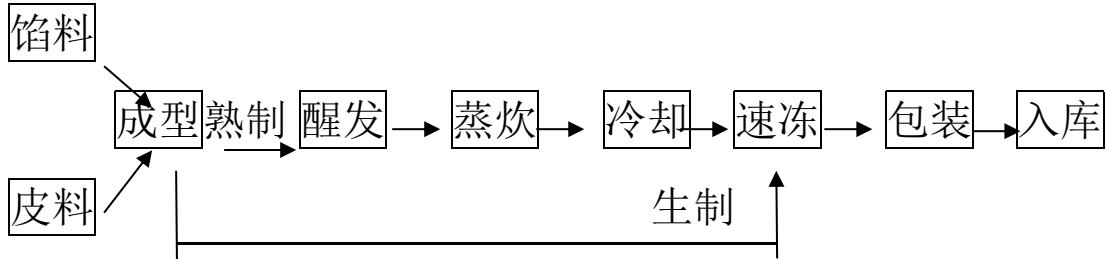 馅料
成型 熟制 醒发 蒸炊 冷却 速冻 包装 入库
皮料 生制